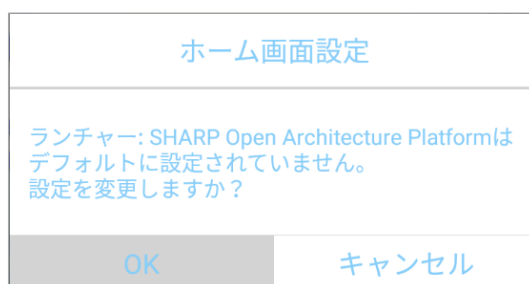 ホーム画面設定
ランチャー: SHARP Open Architecture Platformは
デフォルトに設定されていません。
設定を変更しますか？
OK
キャンセル